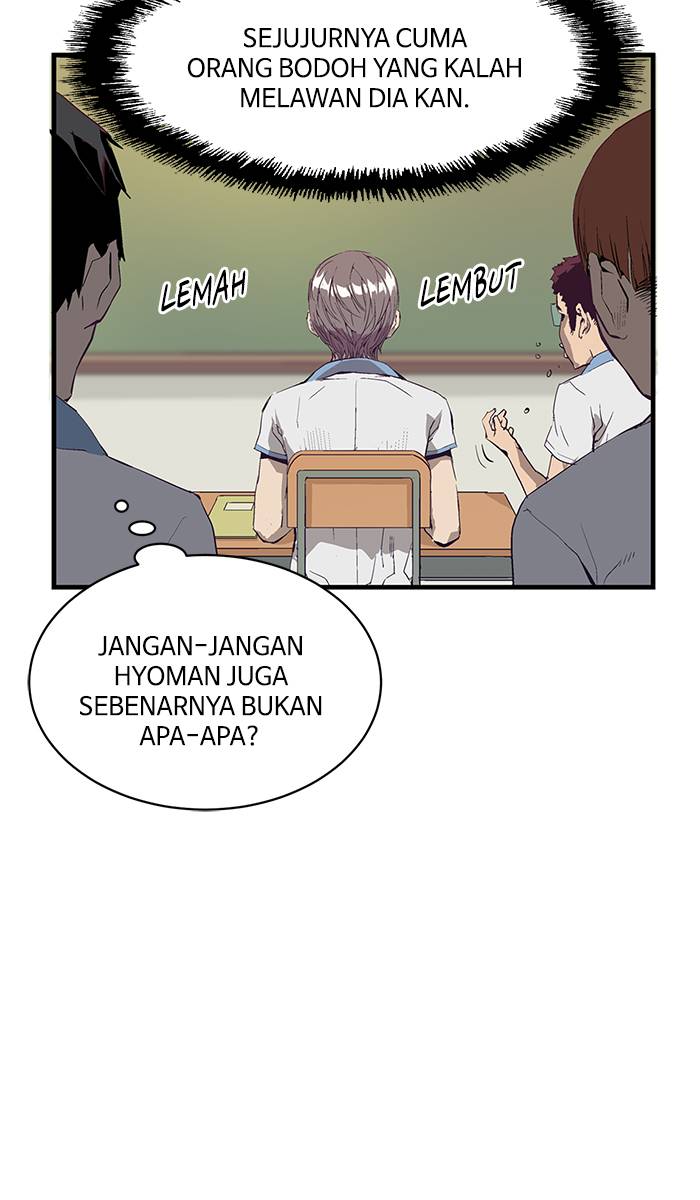 SEJUJURNYA CUMA
ORANG BODOH YANG KALAH
MELAWAN DIA KAN.
LEMAH
LEMBUT
JANGAN-JANGAN
HYOMAN JUGA
SEBENARNYA BUKAN
APA-APA?